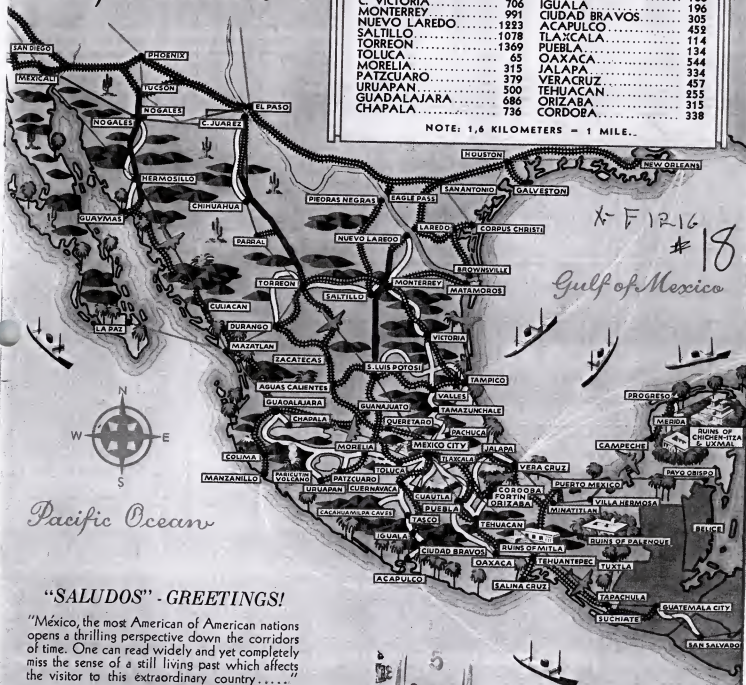 C. VICTORIA 706
MONTERREY 991
NUEVO LAREDO 1223
SALTILLO 1078
TORREON 1369
TOLUCA 65
MORELIA 315
PATZCUARO 379
URUAPAN 500
GUADALAJARA 686
CHAPALA 736
IGUALA 196
CIUDAD BRAVOS 305
ACAPULCO 452
TLAXCALA 114
PUEBLA 134
OAXACA 544
JALAPA 334
VERACRUZ 457
TEHUACAN 255
ORIZABA 315
CORDOBA 338
NOTE: 1,6 KILOMETERS = 1 MILE..
SAN DIEGO
PHOENIX
MEXICALI
TUCSON
NOGALES
EL PASO
NOGALES
C. JUAREZ
HOUSTON
NEW ORLEANS
HERMOSILLO
SAN ANTONIO
GALVESTON
CHIHUAHUA
PIEDRAS NEGRAS
EAGLE PASS
GUAYMAS
LAREDO
CORPUS CHRISTI
X-F1216
# 18
PARRAL
NUEVO LAREDO
BROWNSVILLE
Gulf of Mexico
TORREON
SALTILLO
MONTERREY
MATAMOROS
CULIACAN
LA PAZ
DURANGO
MAZATLAN
VICTORIA
ZACATECAS
S. LUIS POTOSI
TAMPICO
AGUAS CALIENTES
VALLES
PROGRESO
N
GUADALAJARA
GUANAJUATO
TAMAZUNCHALE
MERIDA
CHAPALA
QUERETARO
PACHUCA
RUINS OF
CHICHEN-ITZA
& UXMAL
W
E
MORELIA
MEXICO CITY
JALAPA
CAMPECHE
COLIMA
TLAXCALA
TOLUCA
VERA CRUZ
PAYO OBISPO
S
MANZANILLO
PARICUTIN
VOLCANO
PATZCUARO
PUERTO MEXICO
URUAPAN
CUERNAVACA
CUAUTLA
CORDOBA
FORTIN
ORIZABA
VILLA HERMOSA
MINATITLAN
CACAHUAMILPA CAVES
PUEBLA
TASCO
BELICE
Pacific Ocean
TEHUACAN
IGUALA
RUINS OF PALENQUE
CIUDAD BRAVOS
RUINS OF MITLA
OAXACA
TEHUANTEPEC
TUXTLA
ACAPULCO
SALINA CRUZ
TAPACHULA
SUCHIATE
GUATEMALA CITY
SAN SALVADO
"SALUDOS" - GREETINGS!
"México, the most American of American nations
opens a thrilling perspective down the corridors
of time. One can read widely and yet completely
miss the sense of a still living past which affects
the visitor to this extraordinary country....."